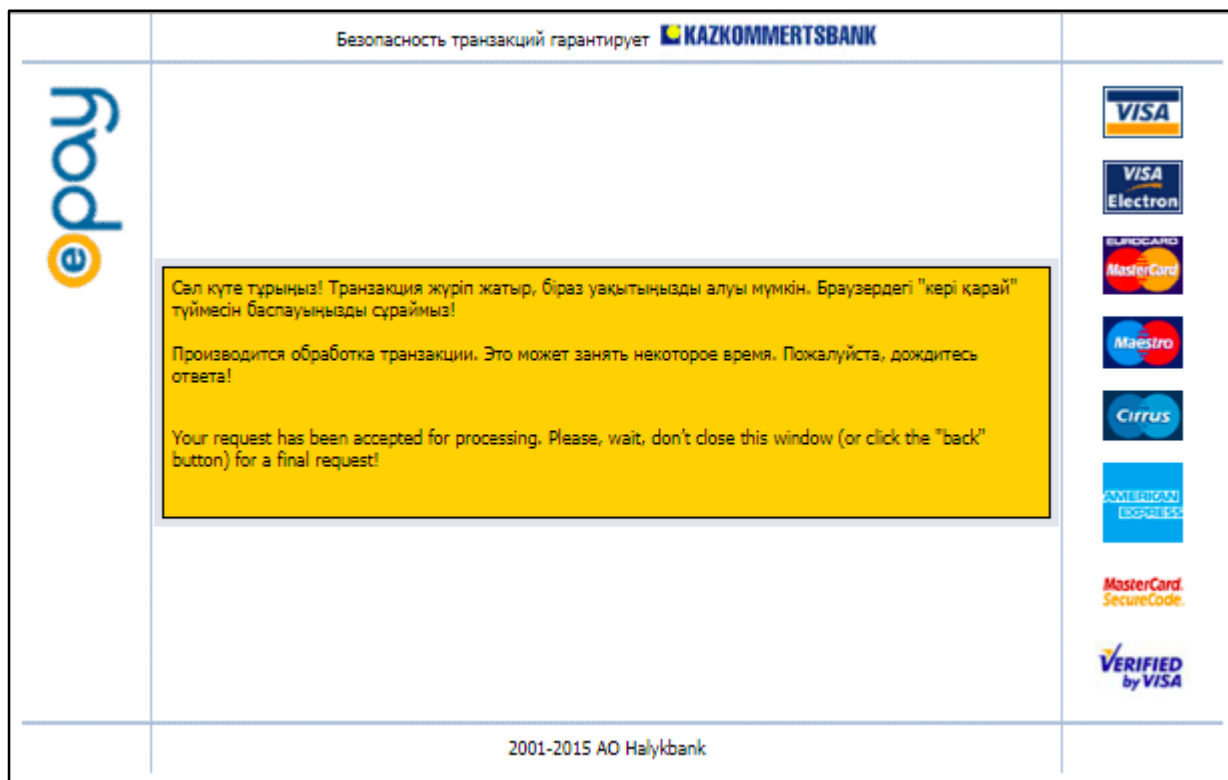 Безопасность транзакций гарантирует KAZKOMMERTSBANK
epay
VISA
VISA
Electron
EUROCARD
MasterCard
Maestro
Cirrus
AMERICAN
EXPRESS
MasterCard.
SecureCode.
VERIFIED
by VISA
Сәл күте тұрыңыз! Транзакция жүріп жатыр, біраз уақытыңызды алуы мүмкін. Браузердегі "кері қарай"
түймесін баспауыңызды сұраймыз!
Производится обработка транзакции. Это может занять некоторое время. Пожалуйста, дождитесь
ответа!
Your request has been accepted for processing. Please, wait, don't close this window (or click the "back"
button) for a final request!
2001-2015 АО Halykbank